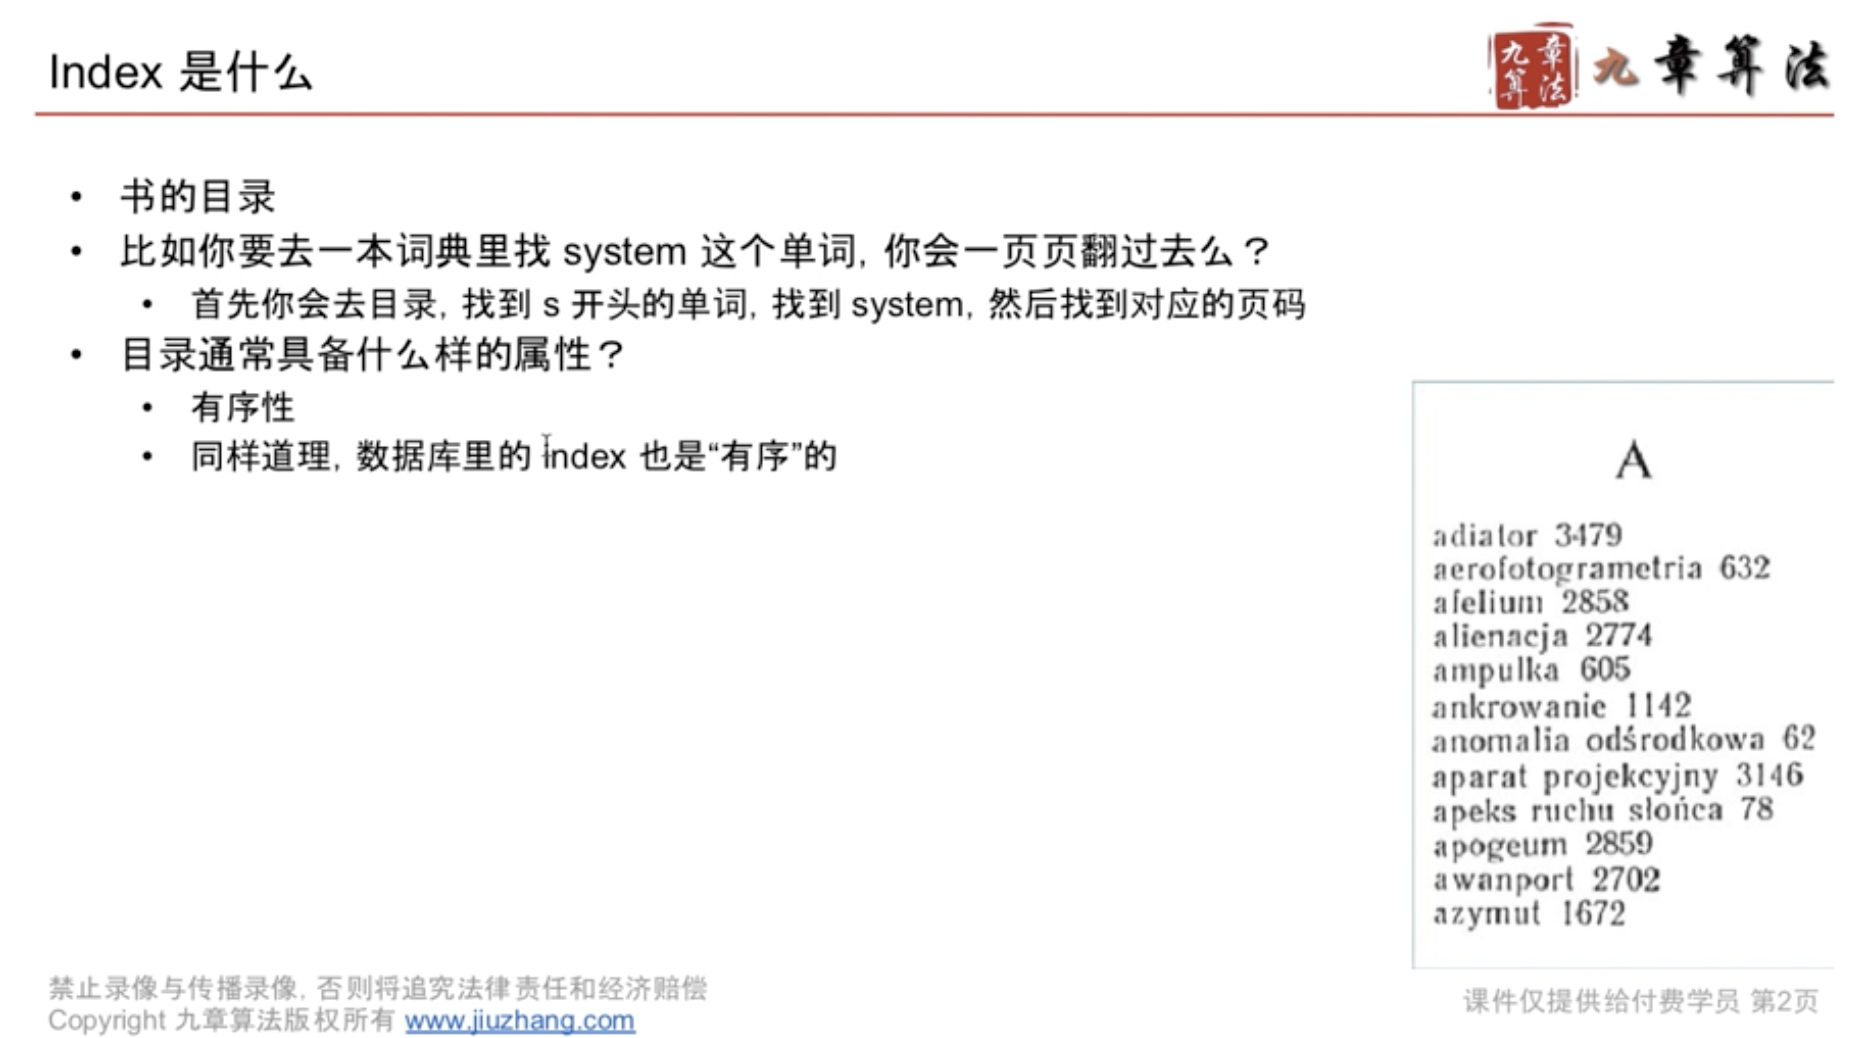 Index 是什么
九章算法
九章算法
• 书的目录
• 比如你要去一本词典里找 system 这个单词, 你会一页页翻过去么？
• 首先你会去目录, 找到 s 开头的单词, 找到 system, 然后找到对应的页码
• 目录通常具备什么样的属性？
• 有序性
• 同样道理, 数据库里的 index 也是“有序”的
A
adiator 3479
aerofotogrametria 632
afelium 2858
alienacja 2774
ampulka 605
ankrowanie 1142
anomalia odśrodkowa 62
aparat projekcyjny 3146
apeks ruchu słońca 78
apogeum 2859
awanport 2702
azymut 1672
禁止录像与传播录像, 否则将追究法律责任和经济赔偿
Copyright 九章算法版权所有 www.jiuzhang.com
课件仅提供给付费学员 第2页